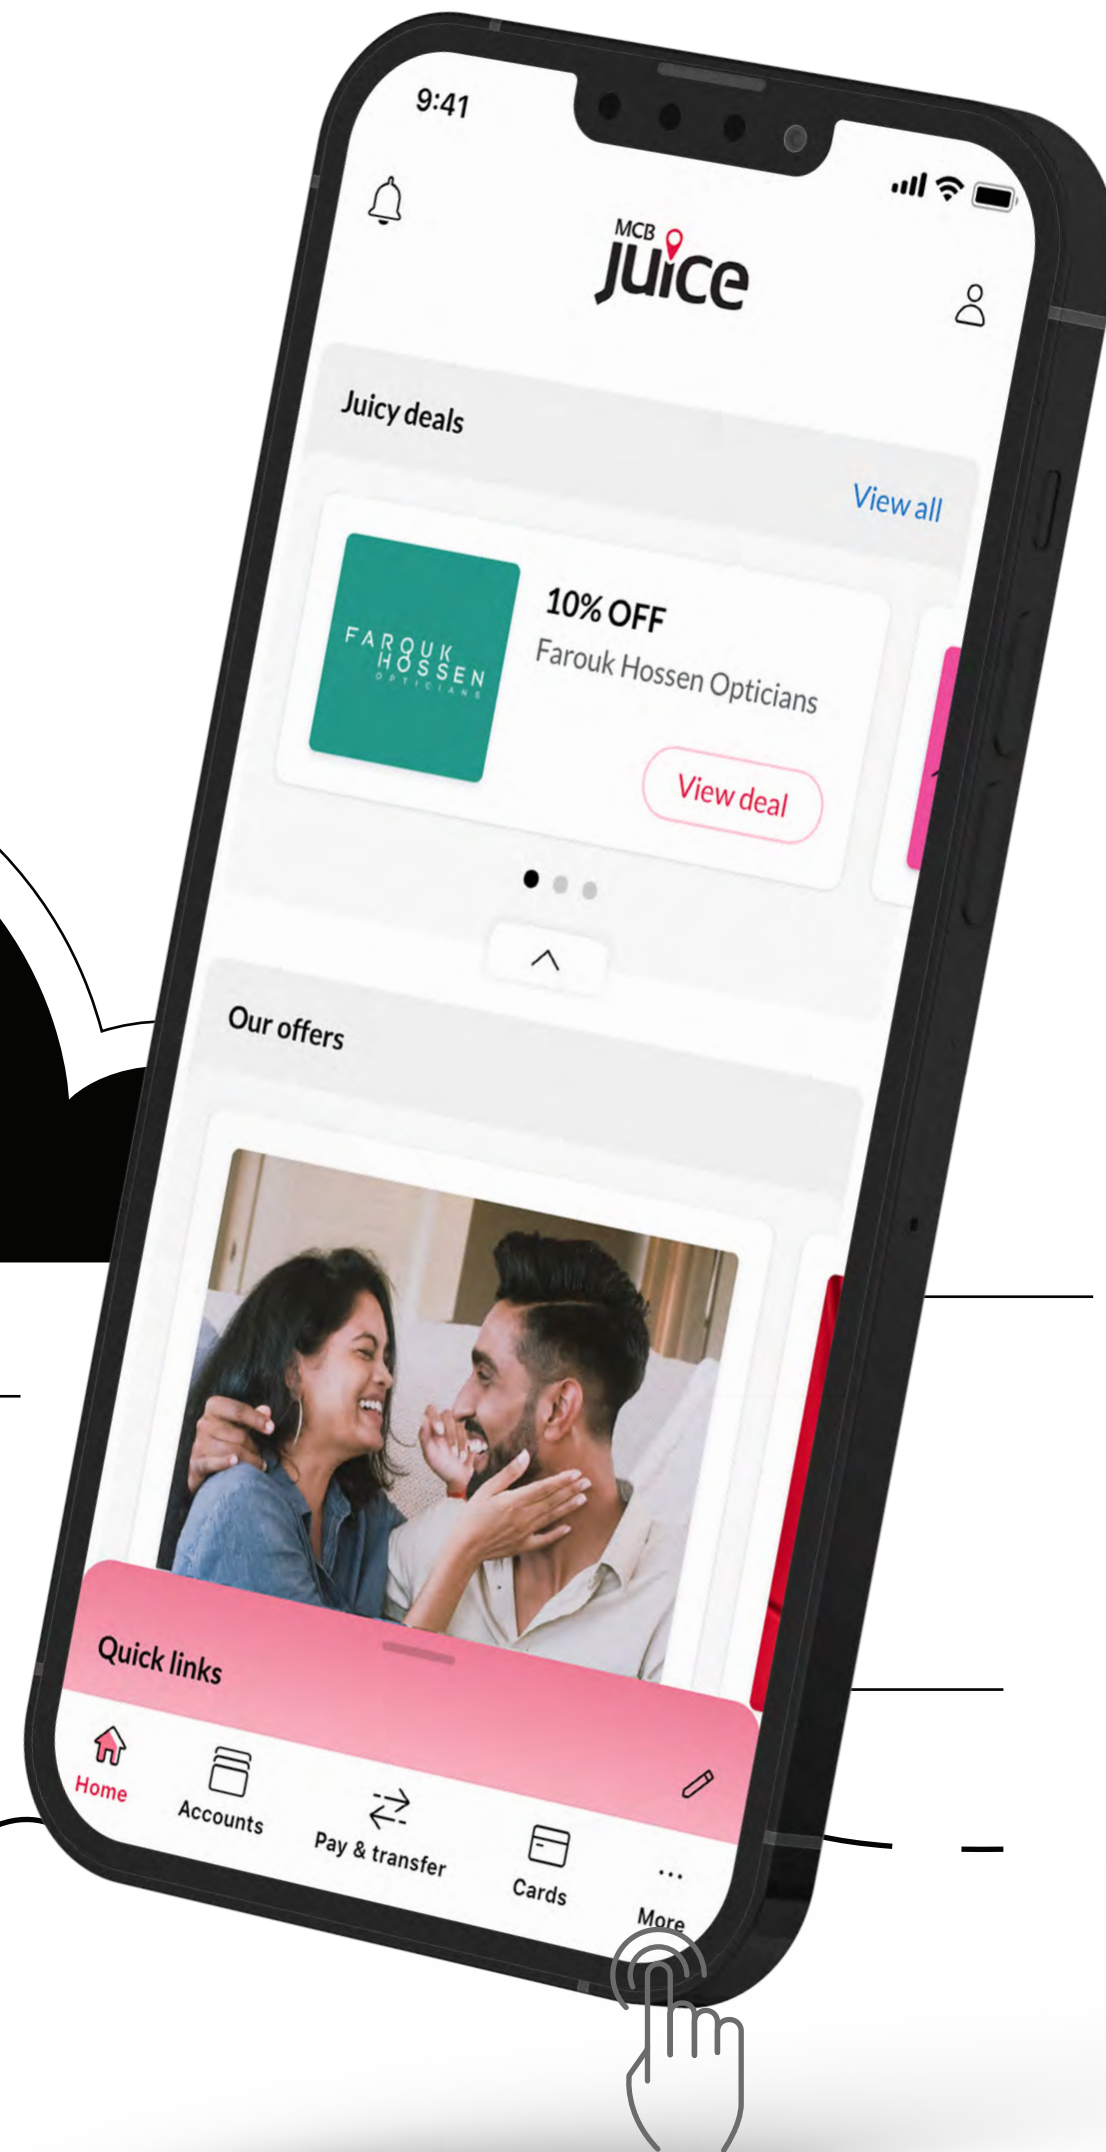 9:41
MCB
juice
Juicy deals
View all
FAROUK
HOSSEN
OPTICIANS
10% OFF
Farouk Hossen Opticians
View deal
Our offers
Quick links
Home
Accounts
Pay & transfer
Cards
More